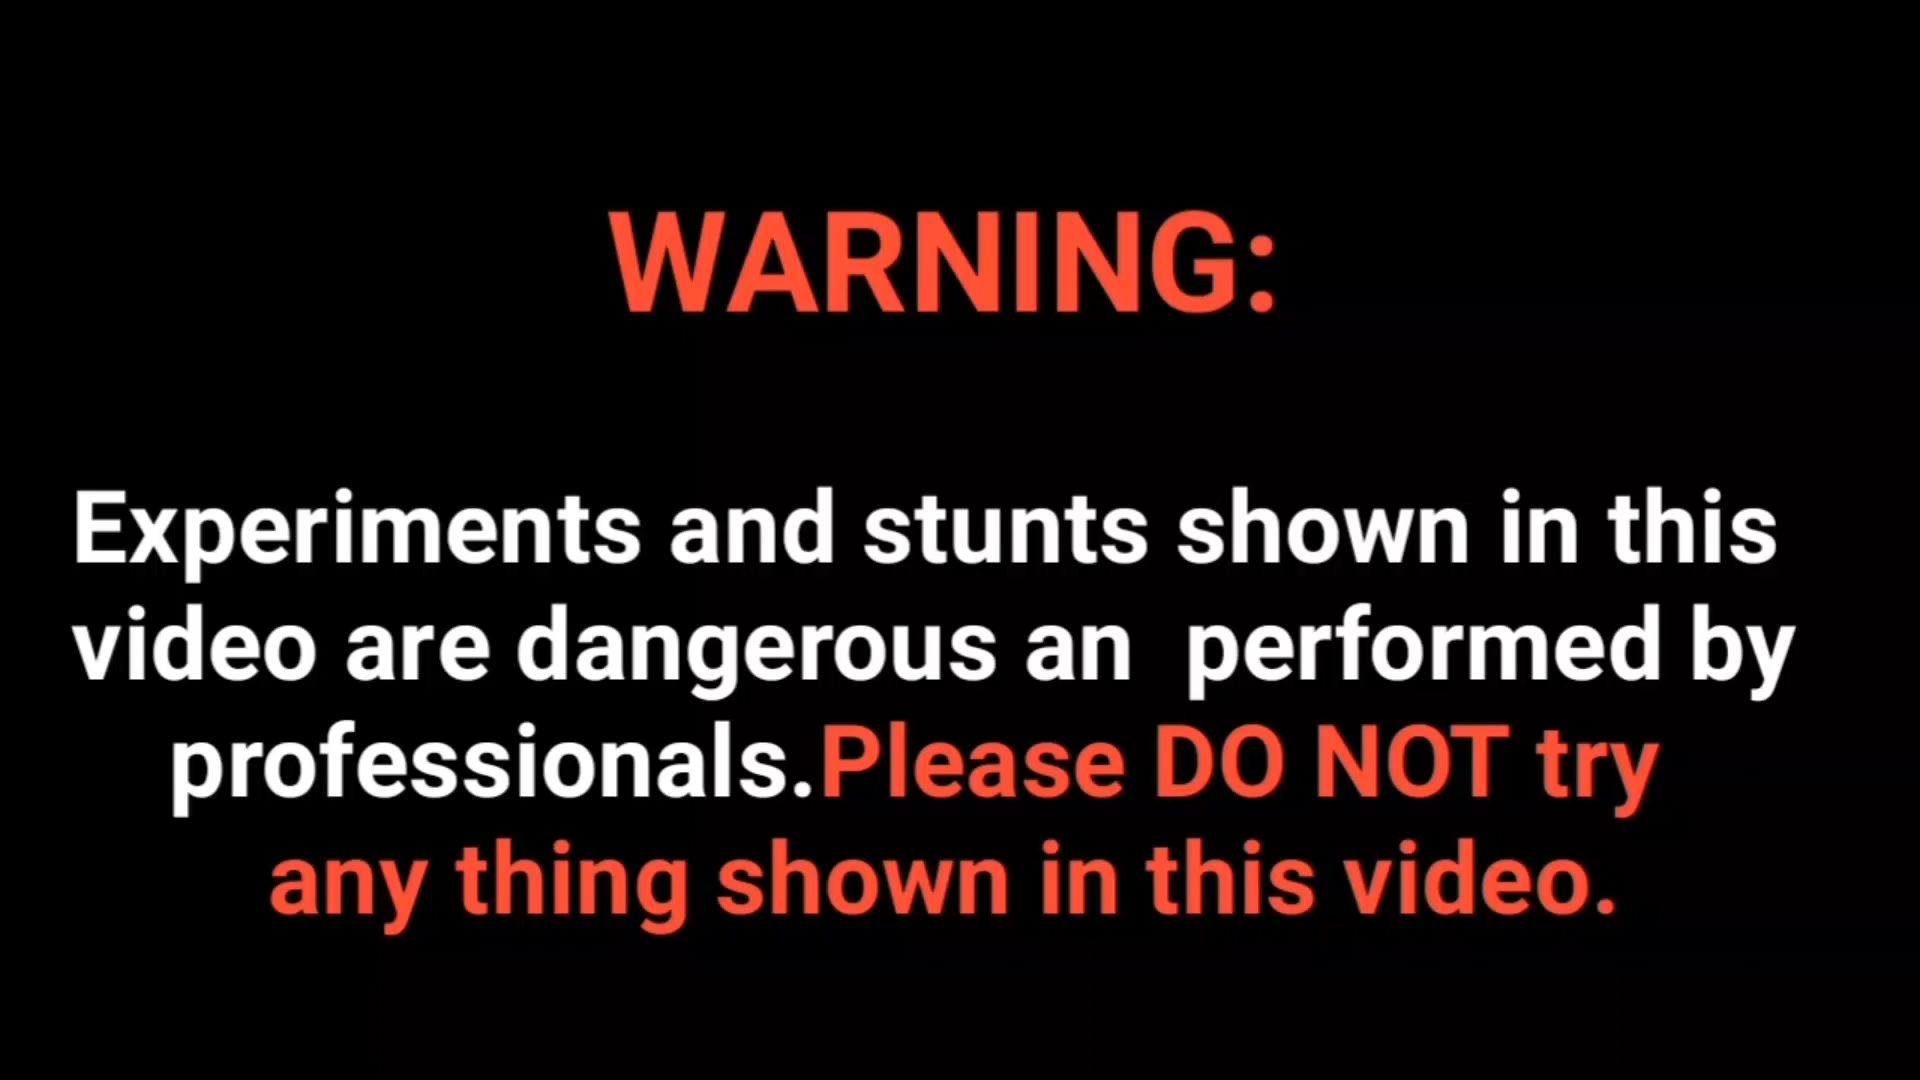 WARNING:
Experiments and stunts shown in this
video are dangerous an  performed by
professionals.Please DO NOT try
any thing shown in this video.